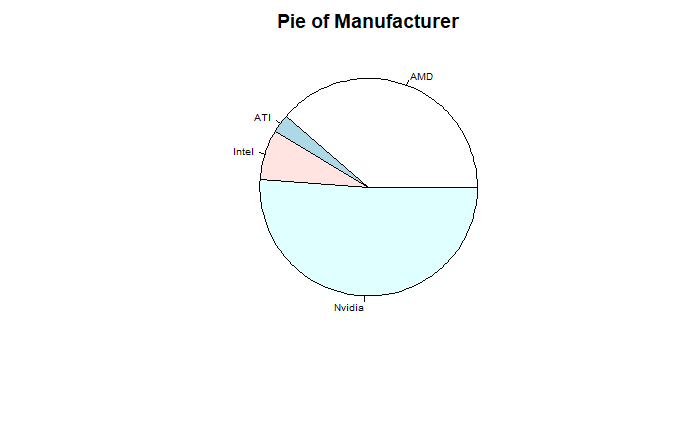 Pie of Manufacturer
AMD
ATI
Intel
Nvidia